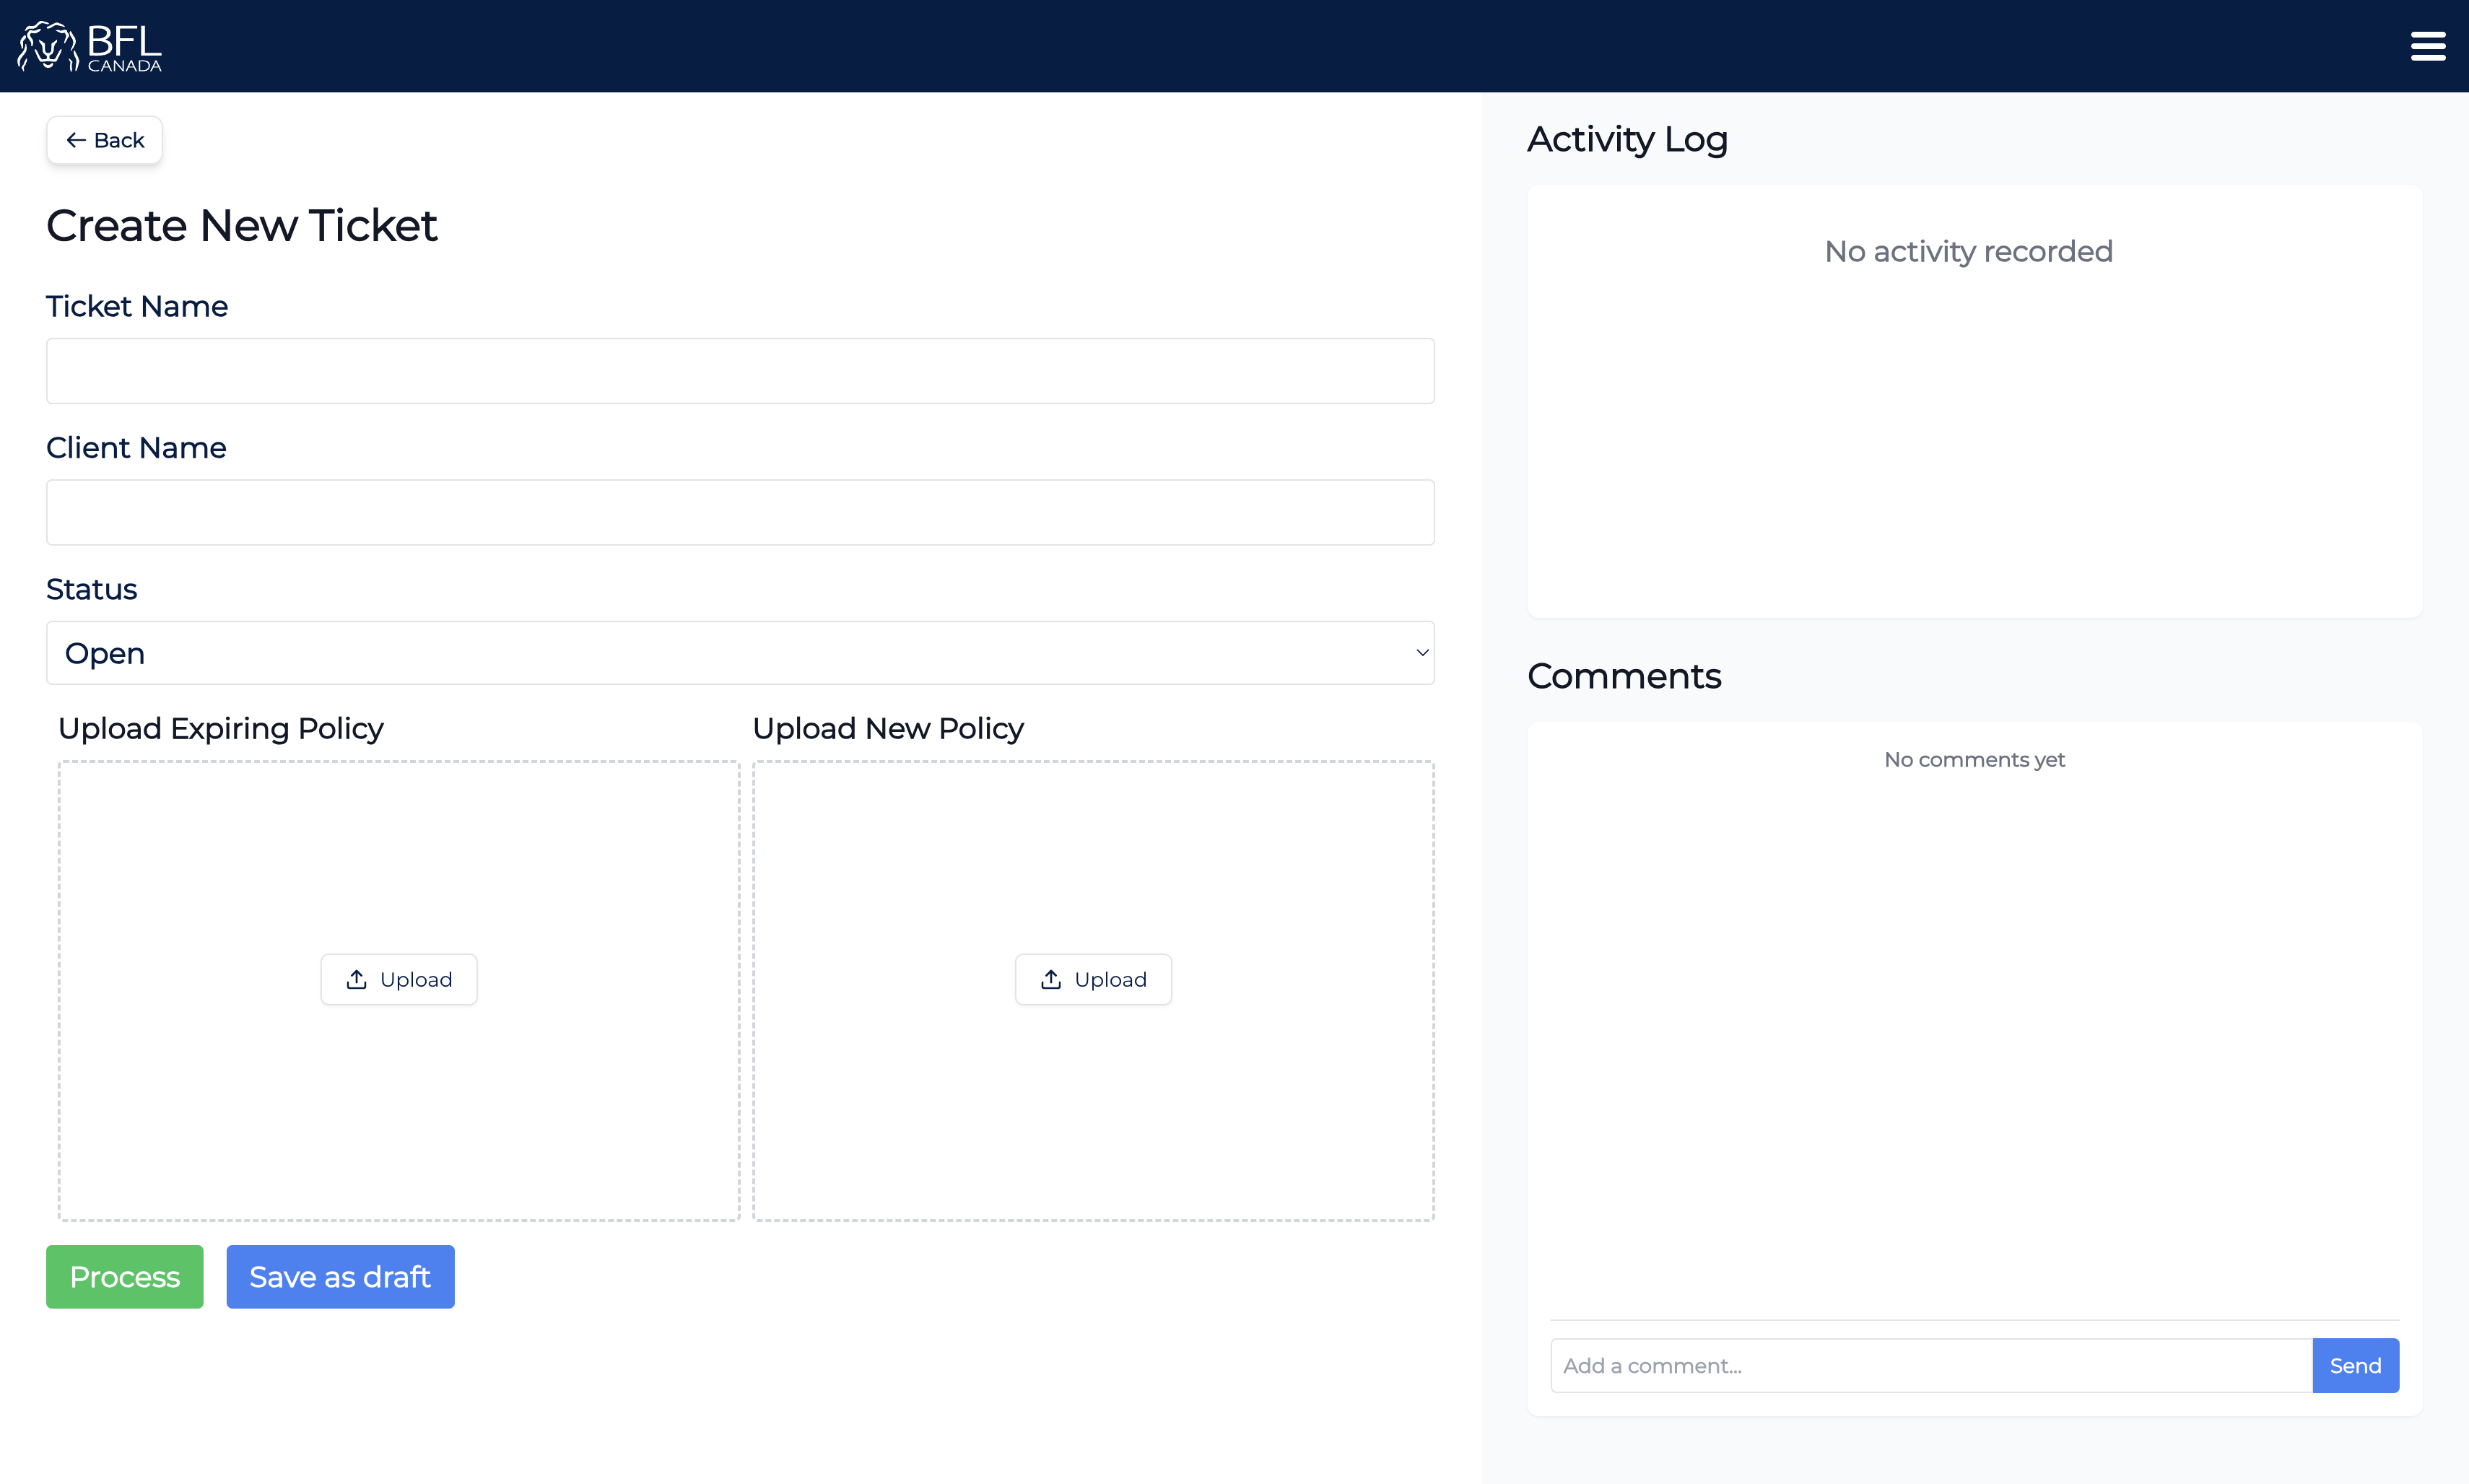 BFL
CANADA
Back
Create New Ticket
Ticket Name
Client Name
Status
Open
Upload Expiring Policy
Upload New Policy
Upload
Upload
Process
Save as draft
Activity Log
No activity recorded
Comments
No comments yet
Add a comment...
Send